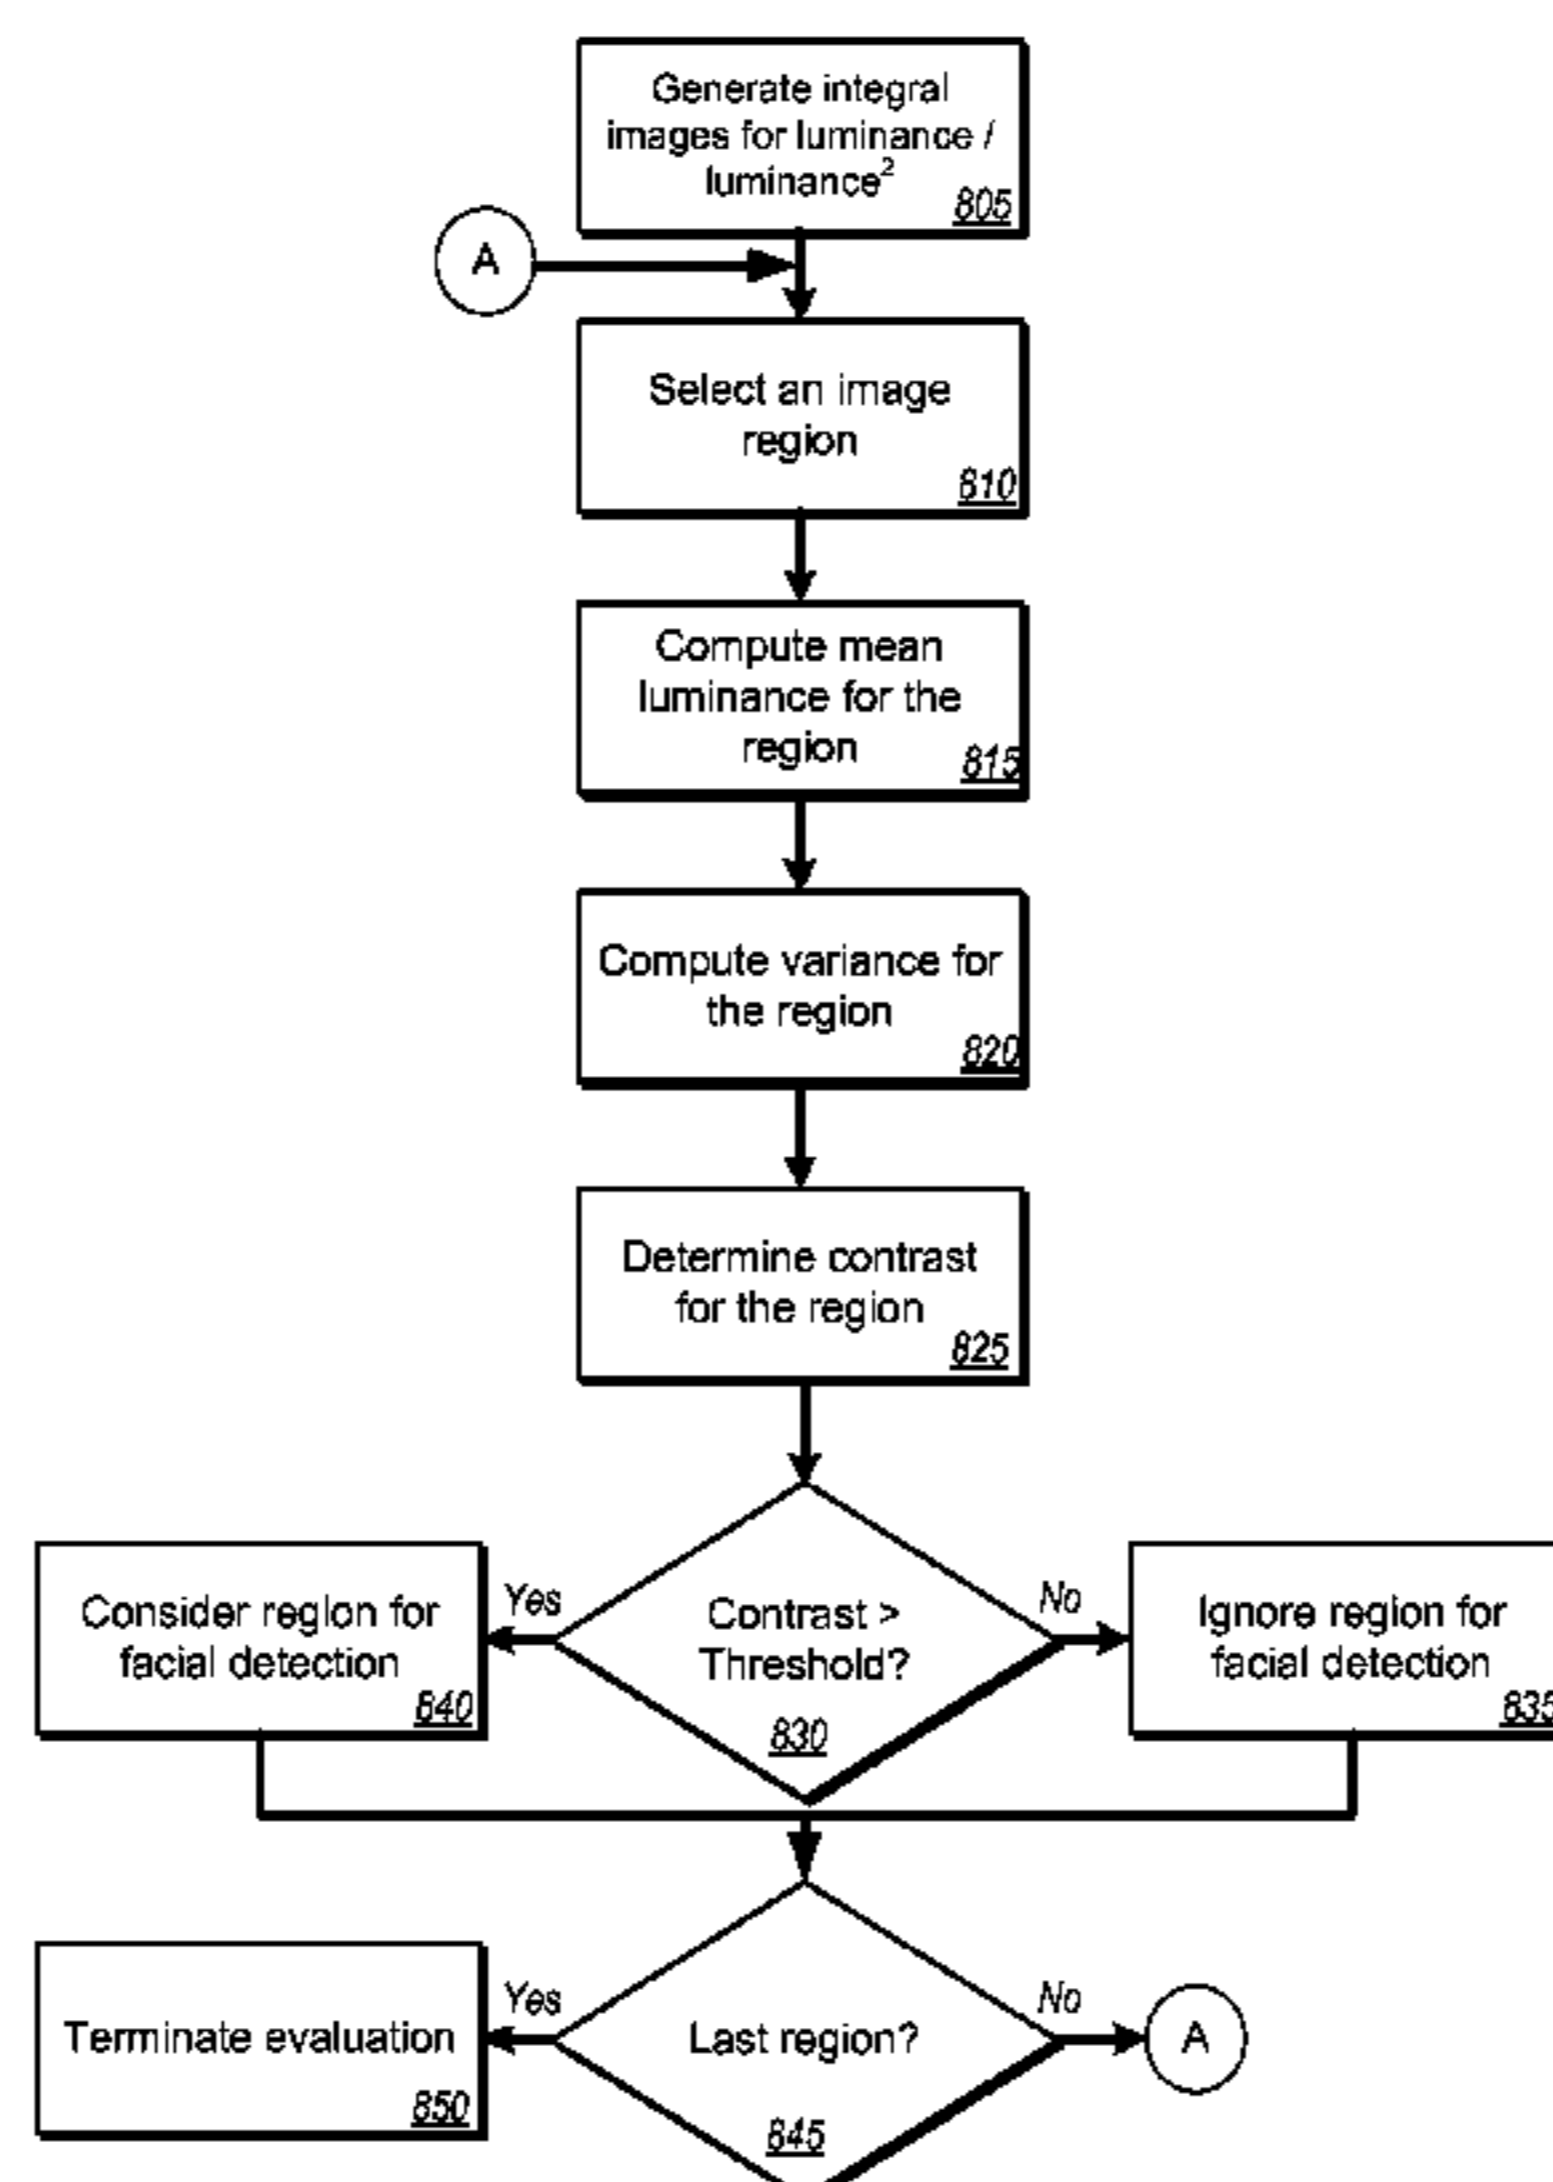 Generate integral
images for luminance /
luminance²
805
A
Select an image
region
810
Compute mean
luminance for the
region
815
Compute variance for
the region
820
Determine contrast
for the region
825
Consider region for
facial detection
840
Yes
Contrast >
Threshold?
830
No
Ignore region for
facial detection
835
Terminate evaluation
850
Yes
Last region?
845
No
A